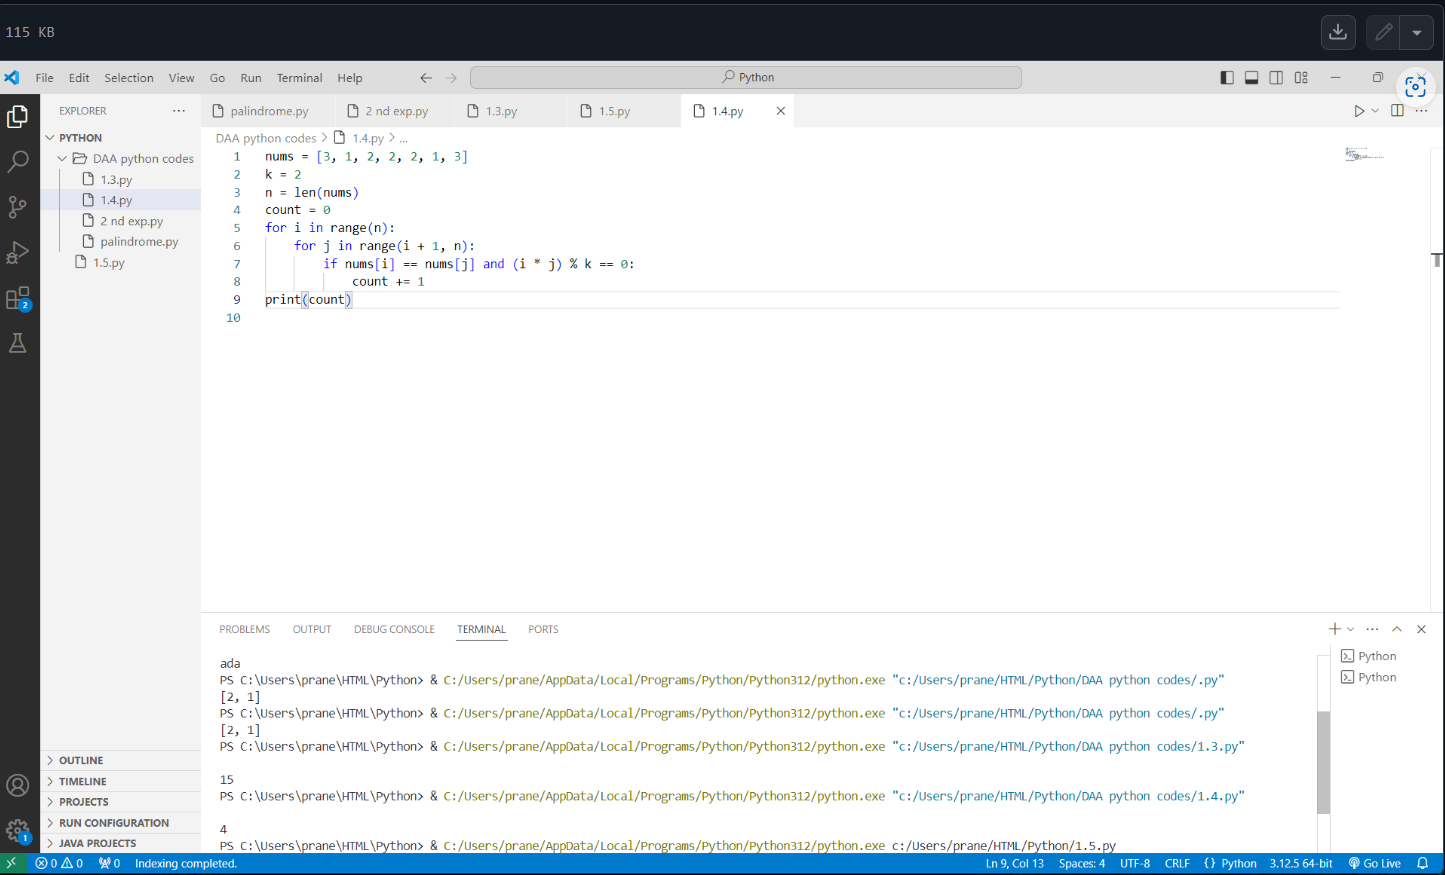 115 KB
File Edit Selection View Go Run Terminal Help
Python
EXPLORER
PYTHON
DAA python codes
1.3.py
1.4.py
2 nd exp.py
palindrome.py
1.5.py
OUTLINE
TIMELINE
PROJECTS
RUN CONFIGURATION
JAVA PROJECTS
2
1
palindrome.py 2 nd exp.py 1.3.py 1.5.py 1.4.py
DAA python codes > 1.4.py > ...
1 nums = [3, 1, 2, 2, 2, 1, 3]
2 k = 2
3 n = len(nums)
4 count = 0
5 for i in range(n):
6 for j in range(i + 1, n):
7 if nums[i] == nums[j] and (i * j) % k == 0:
8 count += 1
9 print(count)
10
PROBLEMS OUTPUT DEBUG CONSOLE TERMINAL PORTS
ada
PS C:\Users\prane\HTML\Python> & C:/Users/prane/AppData/Local/Programs/Python/Python312/python.exe "c:/Users/prane/HTML/Python/DAA python codes/.py"
[2, 1]
PS C:\Users\prane\HTML\Python> & C:/Users/prane/AppData/Local/Programs/Python/Python312/python.exe "c:/Users/prane/HTML/Python/DAA python codes/.py"
[2, 1]
PS C:\Users\prane\HTML\Python> & C:/Users/prane/AppData/Local/Programs/Python/Python312/python.exe "c:/Users/prane/HTML/Python/DAA python codes/1.3.py"
15
PS C:\Users\prane\HTML\Python> & C:/Users/prane/AppData/Local/Programs/Python/Python312/python.exe "c:/Users/prane/HTML/Python/DAA python codes/1.4.py"
4
PS C:\Users\prane\HTML\Python> & C:/Users/prane/AppData/Local/Programs/Python/Python312/python.exe c:/Users/prane/HTML/Python/1.5.py
Python
Python
0 0 0 Indexing completed. Ln 9, Col 13 Spaces: 4 UTF-8 CRLF {} Python 3.12.5 64-bit Go Live